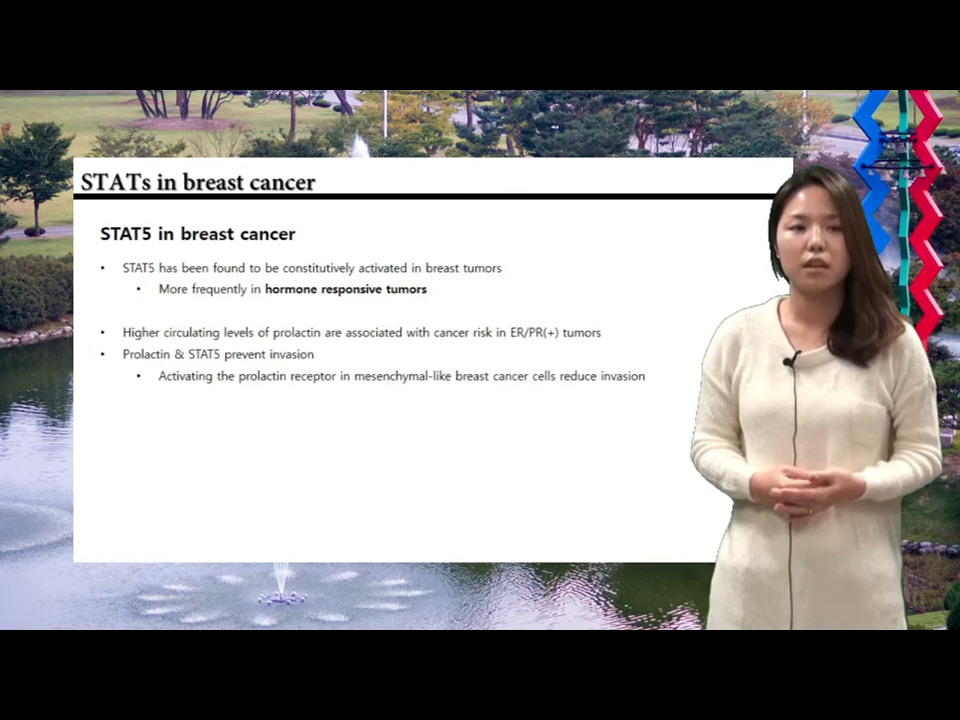 STATs in breast cancer
STAT5 in breast cancer
• STAT5 has been found to be constitutively activated in breast tumors
• More frequently in hormone responsive tumors
• Higher circulating levels of prolactin are associated with cancer risk in ER/PR(+) tumors
• Prolactin & STAT5 prevent invasion
• Activating the prolactin receptor in mesenchymal-like breast cancer cells reduce invasion